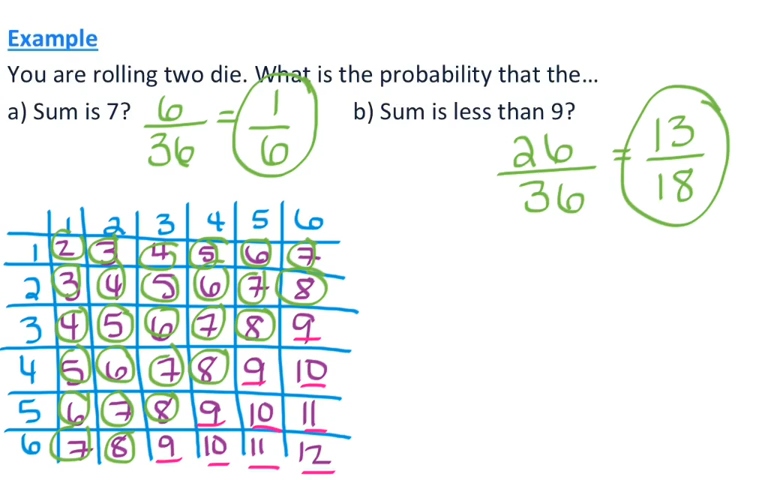 Example
You are rolling two die. What is the probability that the...
a) Sum is 7? 6/36 = 1/6 b) Sum is less than 9? 26/36 = 13/18
1 2 3 4 5 6
1 2 3 4 5 6 7
2 3 4 5 6 7 8
3 4 5 6 7 8 9
4 5 6 7 8 9 10
5 6 7 8 9 10 11
6 7 8 9 10 11 12